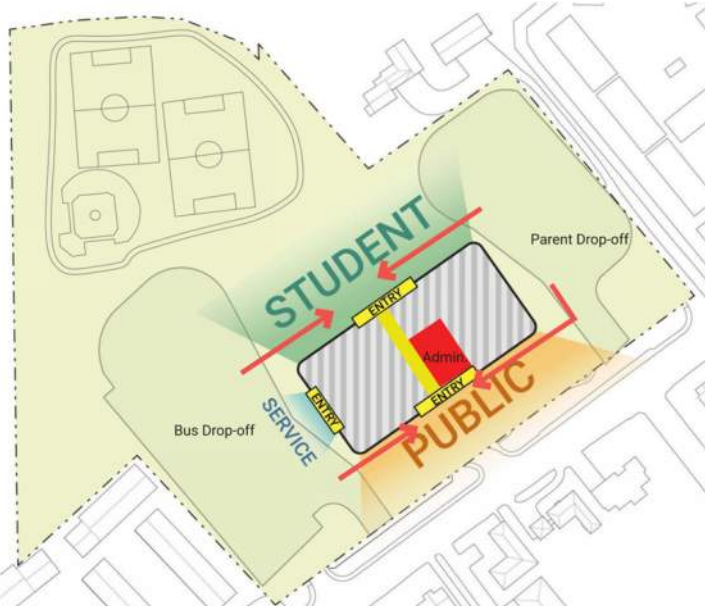 STUDENT
Parent Drop-off
ENTRY
Admin.
ENTRY
ENTRY
SERVICE
Bus Drop-off
PUBLIC